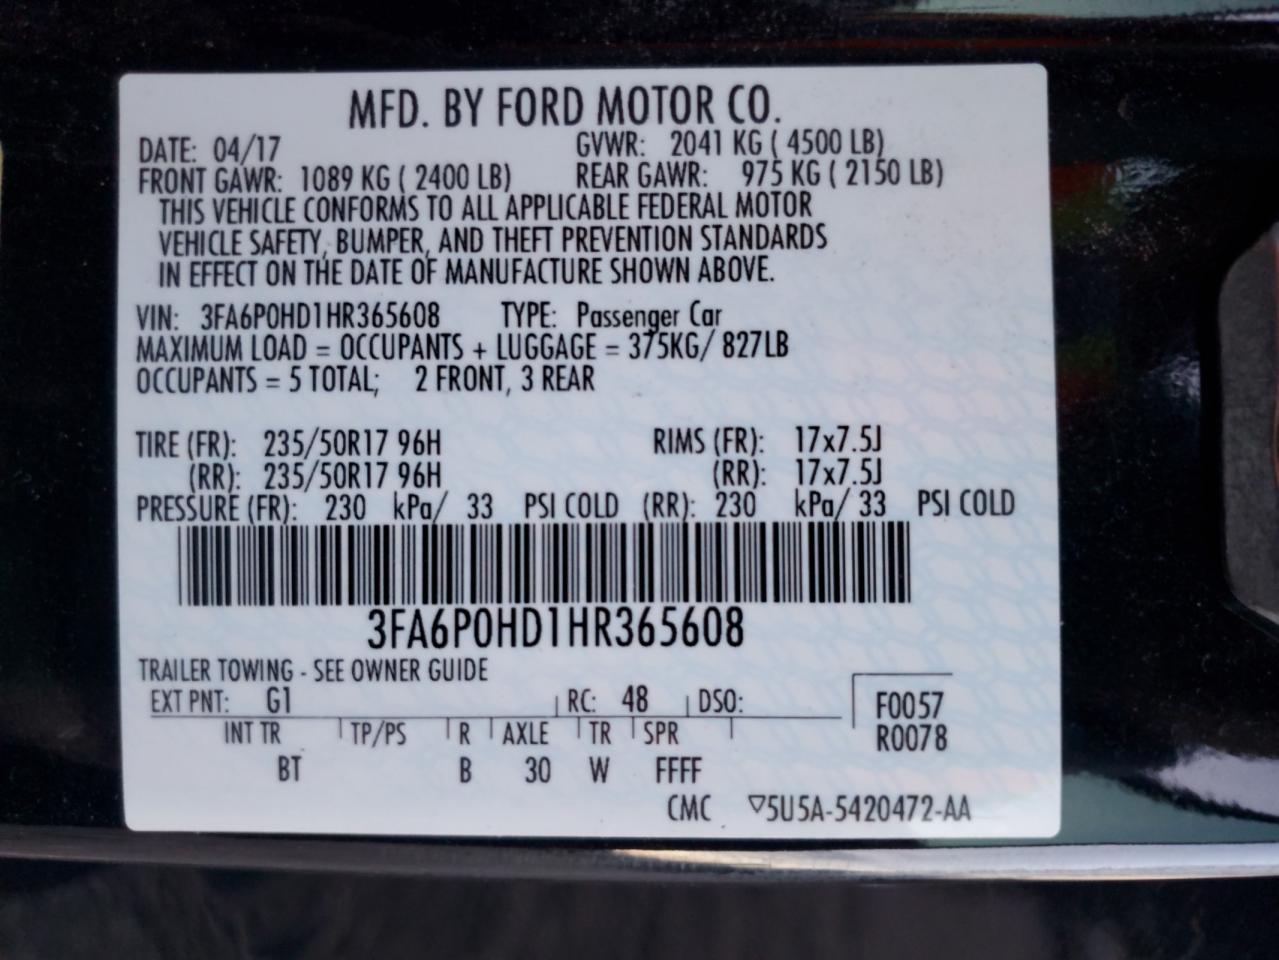 MFD. BY FORD MOTOR CO.
DATE: 04/17 GVWR: 2041 KG ( 4500 LB)
FRONT GAWR: 1089 KG ( 2400 LB) REAR GAWR: 975 KG ( 2150 LB)
THIS VEHICLE CONFORMS TO ALL APPLICABLE FEDERAL MOTOR
VEHICLE SAFETY, BUMPER, AND THEFT PREVENTION STANDARDS
IN EFFECT ON THE DATE OF MANUFACTURE SHOWN ABOVE.
VIN: 3FA6P0HD1HR365608 TYPE: Passenger Car
MAXIMUM LOAD = OCCUPANTS + LUGGAGE = 375KG/ 827LB
OCCUPANTS = 5 TOTAL; 2 FRONT, 3 REAR
TIRE (FR): 235/50R17 96H RIMS (FR): 17x7.5J
(RR): 235/50R17 96H (RR): 17x7.5J
PRESSURE (FR): 230 kPa/ 33 PSI COLD (RR): 230 kPa/ 33 PSI COLD
3FA6P0HD1HR365608
TRAILER TOWING - SEE OWNER GUIDE
EXT PNT: G1 RC: 48 DSO: F0057
INT TR TP/PS R AXLE TR SPR R0078
BT B 30 W FFFF
CMC ▽5U5A-5420472-AA